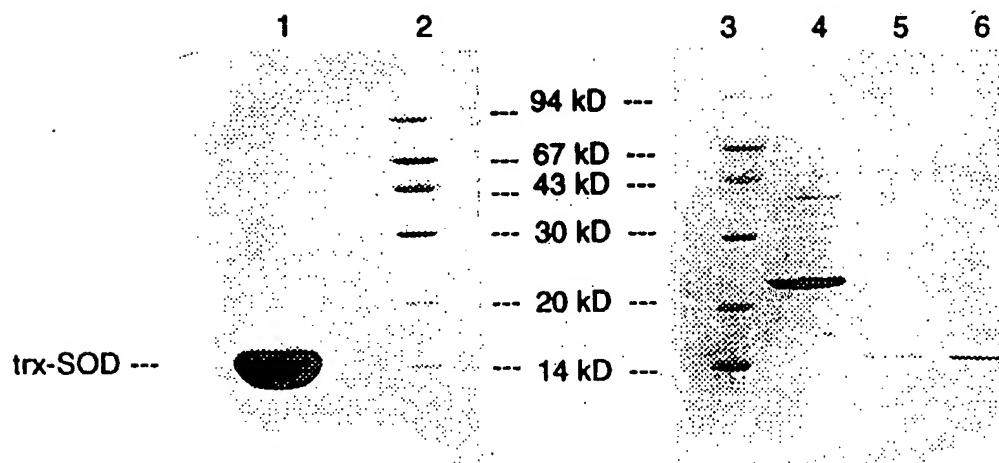 1 2 3 4 5 6
--- 94 kD ---
--- 67 kD ---
--- 43 kD ---
--- 30 kD ---
--- 20 kD ---
trx-SOD --- --- 14 kD ---